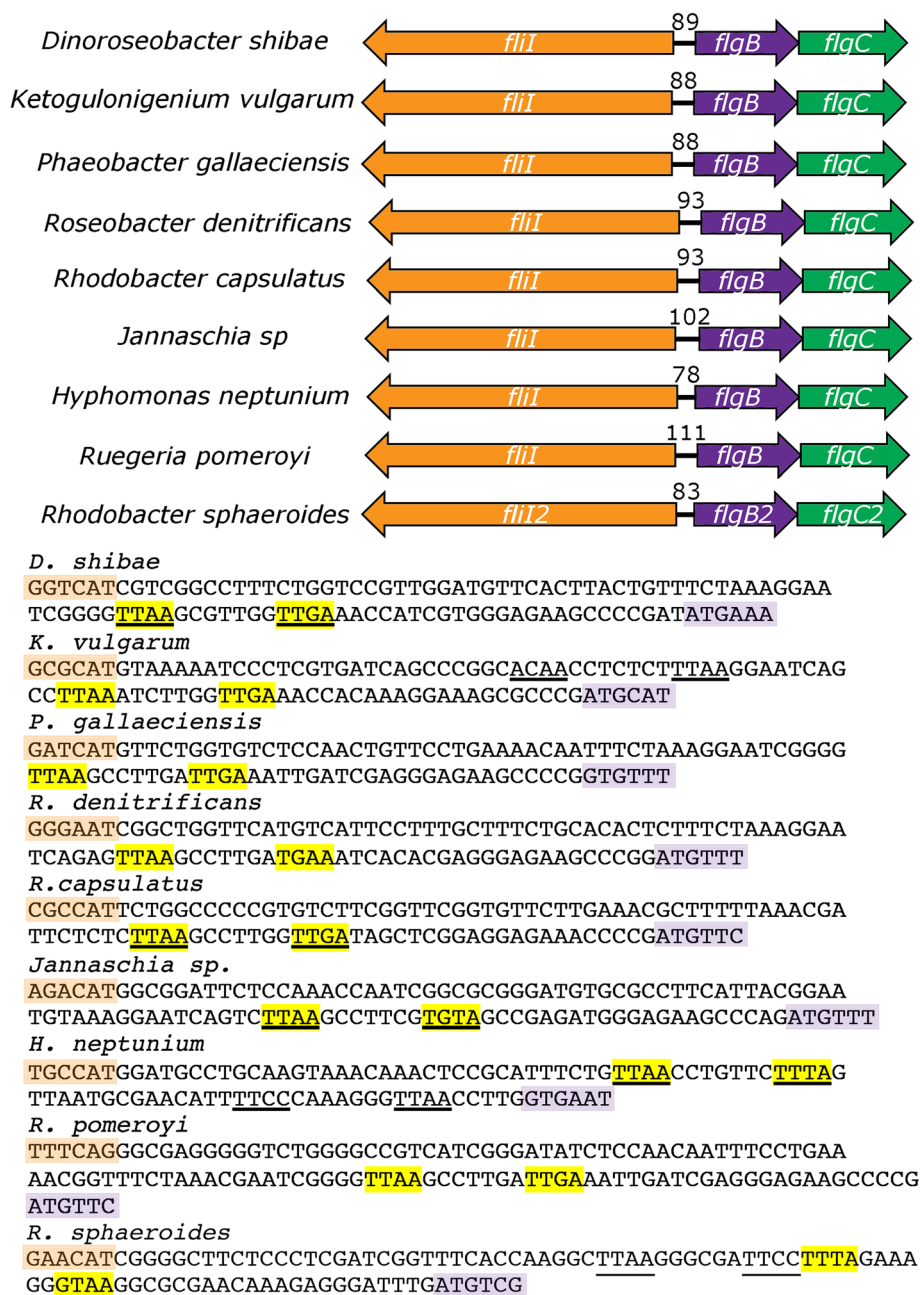 Dinoroseobacter shibae fliI 89 flgB flgC
Ketogulonigenium vulgarum fliI 88 flgB flgC
Phaeobacter gallaeciensis fliI 88 flgB flgC
Roseobacter denitrificans fliI 93 flgB flgC
Rhodobacter capsulatus fliI 93 flgB flgC
Jannaschia sp fliI 102 flgB flgC
Hyphomonas neptunium fliI 78 flgB flgC
Ruegeria pomeroyi fliI 111 flgB flgC
Rhodobacter sphaeroides fliI2 83 flgB2 flgC2
D. shibae
GGTCATCGTCGGCCTTTCTGGTCCGTTGGATGTTCACTTACTGTTTCTAAAGGAA
TCGGGGTTAAGCGTTGGTTGAAACCATCGTGGGAGAAGCCCCGATATGAAA
K. vulgarum
GCGCATGTAAAAATCCCTCGTGATCAGCCCGGCACAACCTCTCTTTAAGGAATCAG
CCTTAAATCTTGGTTGAAACCACAAAGGAAAGCGCCCGATGCAT
P. gallaeciensis
GATCATGTTCTGGTGTCTCCAACTGTTCCTGAAAACAATTTCTAAAGGAATCGGGG
TTAAGCCTTGATTGAAATTGATCGAGGGAGAAGCCCCGGTGTTT
R. denitrificans
GGGAATCGGCTGGTTCATGTCATTCCTTTGCTTTCTGCACACTCTTTCTAAAGGAA
TCAGAGTTAAGCCTTGATGAAATCACACGAGGGAGAAGCCCGGATGTTT
R.capsulatus
CGCCATTCTGGCCCCCGTGTCTTCGGTTCGGTGTTCTTGAAACGCTTTTTAAACGA
TTCTCTCTTAAGCCTTGGTTGATAGCTCGGAGGAGAAACCCCGATGTTC
Jannaschia sp.
AGACATGGCGGATTCTCCAAACCAATCGGCGCGGGATGTGCGCCTTCATTACGGAA
TGTAAAGGAATCAGTCTTAAGCCTTCGTGTAGCCGAGATGGGAGAAGCCCAGATGTTT
H. neptunium
TGCCATGGATGCCTGCAAGTAAACAAACTCCGCATTTCTGTTAACCTGTTCTTTAG
TTAATGCGAACATTTTCCCAAAGGGTTAACCTTGGTGAAT
R. pomeroyi
TTTCAGGGCGAGGGGGTCTGGGGCCGTCATCGGGATATCTCCAACAATTTCCTGAA
AACGGTTTCTAAACGAATCGGGGTTAAGCCTTGATTGAAATTGATCGAGGGAGAAGCCCCG
ATGTTC
R. sphaeroides
GAACATCGGGGCTTCTCCCTCGATCGGTTTCACCAAGGCTTAAGGGCGATTCCTTTAGAAA
GGGTAAGGCGCGAACAAAGAGGGATTTGATGTCG